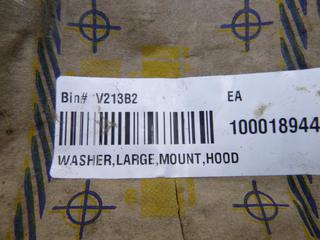 Bin# V213B2 EA
100018944
WASHER,LARGE,MOUNT,HOOD